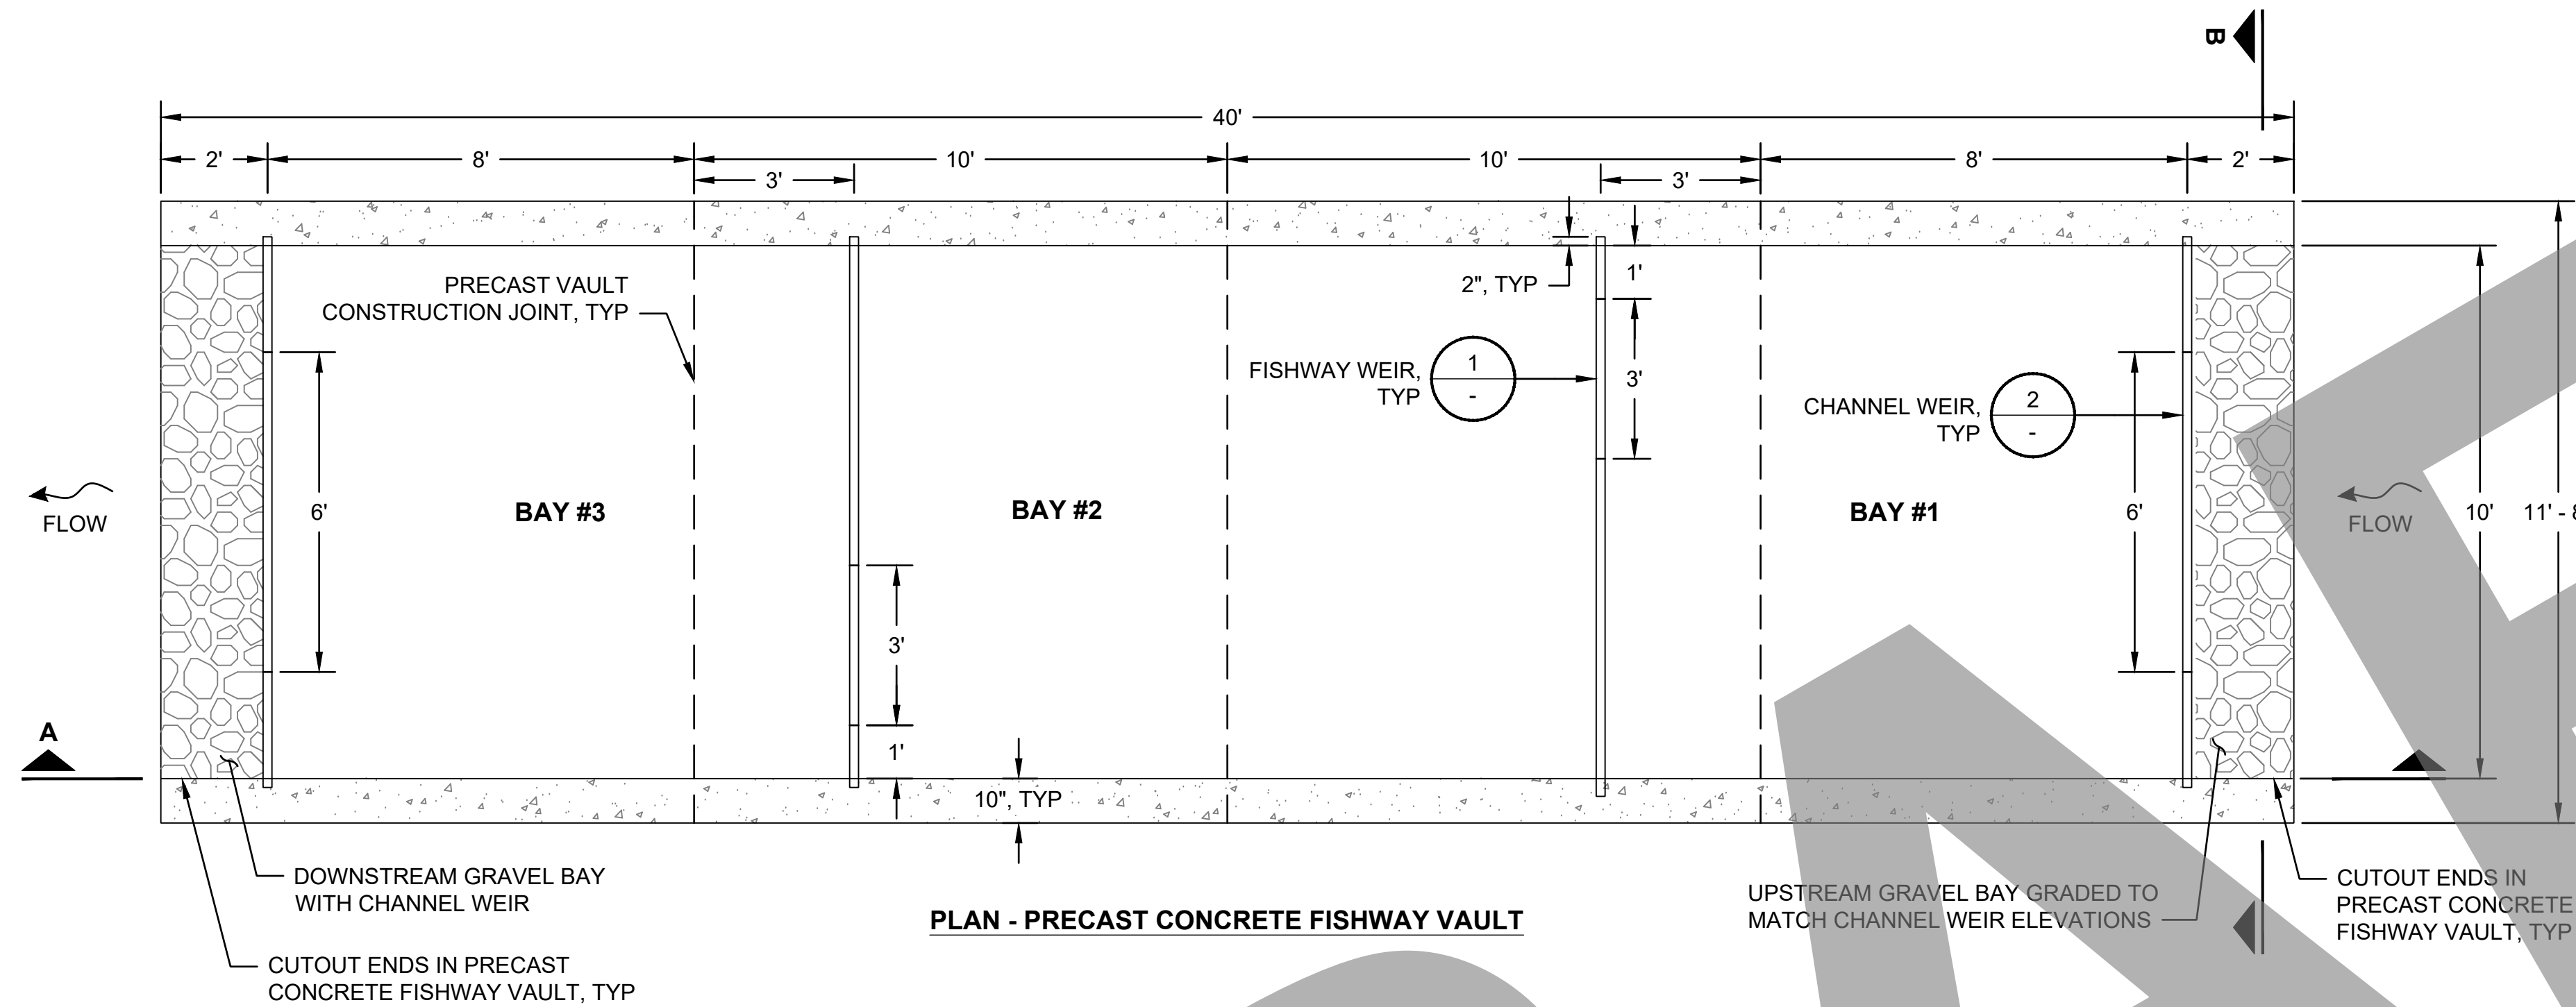 B
40'
2'
8'
10'
10'
8'
2'
3'
3'
PRECAST VAULT
CONSTRUCTION JOINT, TYP
2", TYP
1'
FISHWAY WEIR,
TYP
1
-
3'
CHANNEL WEIR,
TYP
2
-
FLOW
6'
BAY #3
BAY #2
BAY #1
6'
FLOW
10'
11' - 8
3'
A
1'
10", TYP
DOWNSTREAM GRAVEL BAY
WITH CHANNEL WEIR
CUTOUT ENDS IN PRECAST
CONCRETE FISHWAY VAULT, TYP
PLAN - PRECAST CONCRETE FISHWAY VAULT
UPSTREAM GRAVEL BAY GRADED TO
MATCH CHANNEL WEIR ELEVATIONS
CUTOUT ENDS IN
PRECAST CONCRETE
FISHWAY VAULT, TYP